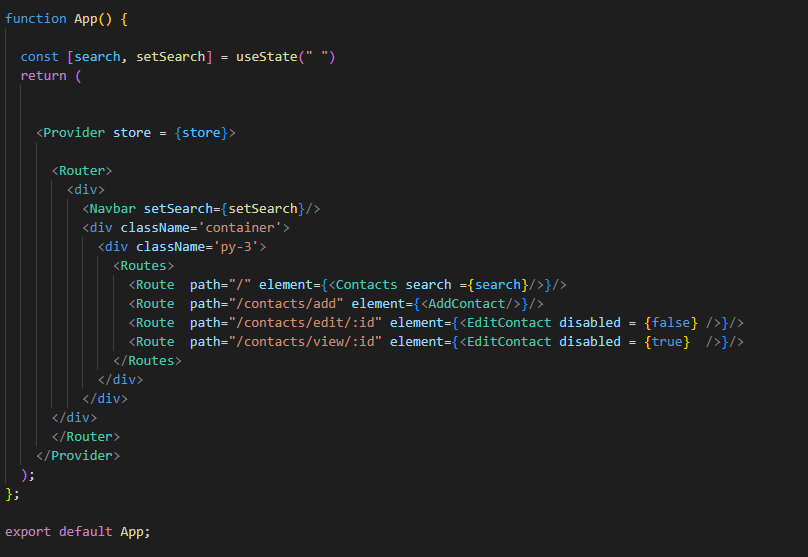 function App() {
const [search, setSearch] = useState(" ")
return (
<Provider store = {store}>
<Router>
<div>
<Navbar setSearch={setSearch}/>
<div className='container'>
<div className='py-3'>
<Routes>
<Route  path="/" element={<Contacts search ={search}/>}/>
<Route  path="/contacts/add" element={<AddContact/>}/>
<Route  path="/contacts/edit/:id" element={<EditContact disabled = {false} />}/>
<Route  path="/contacts/view/:id" element={<EditContact disabled = {true}  />}/>
</Routes>
</div>
</div>
</div>
</Router>
</Provider>
);
};
export default App;